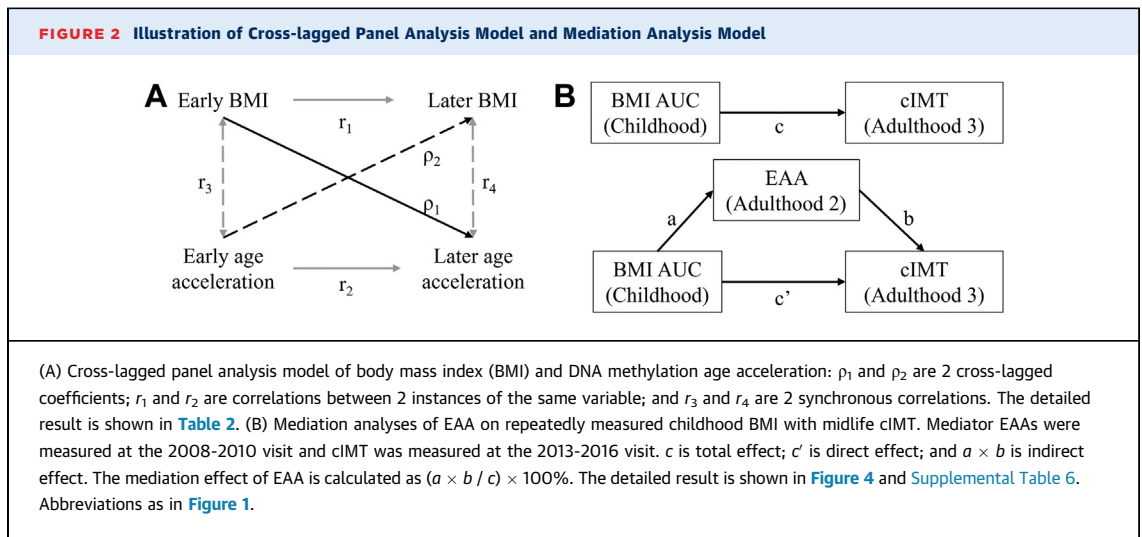 FIGURE 2 Illustration of Cross-lagged Panel Analysis Model and Mediation Analysis Model
A
Early BMI
Later BMI
r₁
ρ₂
r₃
r₄
ρ₁
Early age
acceleration
Later age
acceleration
r₂
B
BMI AUC
(Childhood)
cIMT
(Adulthood 3)
c
EAA
(Adulthood 2)
a
b
BMI AUC
(Childhood)
cIMT
(Adulthood 3)
c’
(A) Cross-lagged panel analysis model of body mass index (BMI) and DNA methylation age acceleration: ρ₁ and ρ₂ are 2 cross-lagged
coefficients; r₁ and r₂ are correlations between 2 instances of the same variable; and r₃ and r₄ are 2 synchronous correlations. The detailed
result is shown in Table 2. (B) Mediation analyses of EAA on repeatedly measured childhood BMI with midlife cIMT. Mediator EAAs were
measured at the 2008-2010 visit and cIMT was measured at the 2013-2016 visit. c is total effect; c′ is direct effect; and a × b is indirect
effect. The mediation effect of EAA is calculated as (a × b / c) × 100%. The detailed result is shown in Figure 4 and Supplemental Table 6.
Abbreviations as in Figure 1.